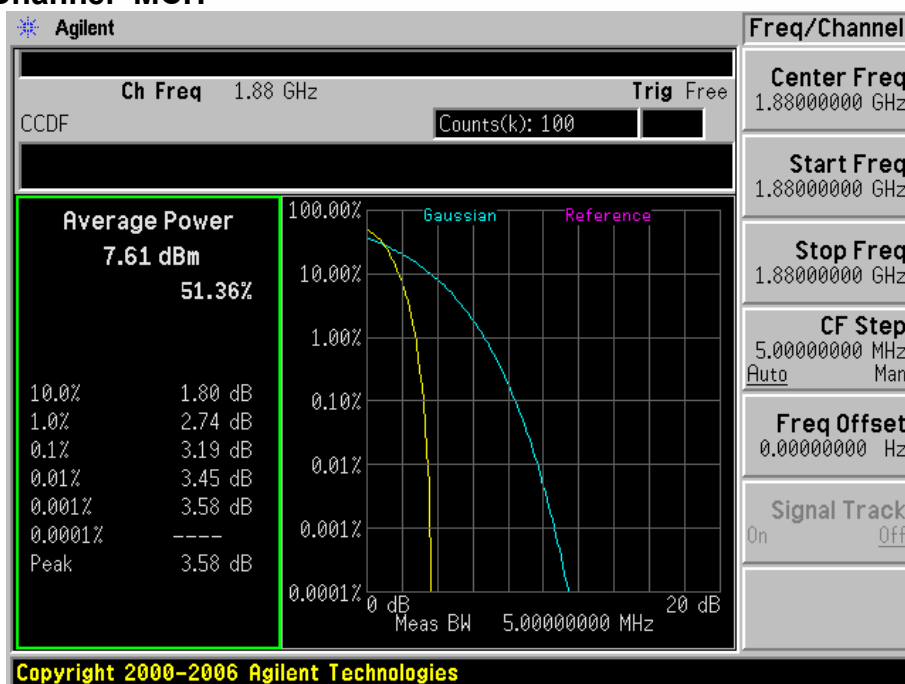 Agilent
Freq/Channel
Ch Freq 1.88 GHz
Trig Free
CCDF
Counts(k): 100
Center Freq
1.88000000 GHz
Start Freq
1.88000000 GHz
Stop Freq
1.88000000 GHz
CF Step
5.00000000 MHz
Auto Man
Freq Offset
0.00000000 Hz
Signal Track
On Off
Average Power
7.61 dBm
51.36%
10.0% 1.80 dB
1.0% 2.74 dB
0.1% 3.19 dB
0.01% 3.45 dB
0.001% 3.58 dB
0.0001% ----
Peak 3.58 dB
Gaussian Reference
100.00%
10.00%
1.00%
0.10%
0.01%
0.001%
0.0001%
0 dB 20 dB
Meas BW 5.00000000 MHz
Copyright 2000-2006 Agilent Technologies